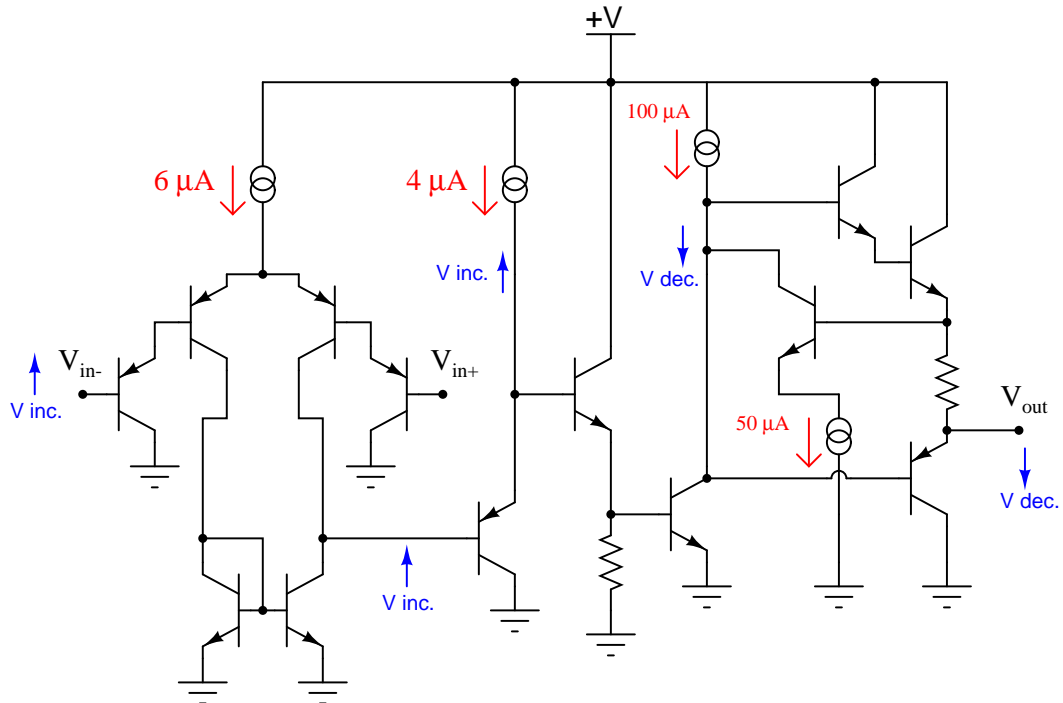 +V
100 µA
6 µA
4 µA
V inc.
V dec.
Vin-
Vin+
V inc.
Vout
50 µA
V dec.
V inc.